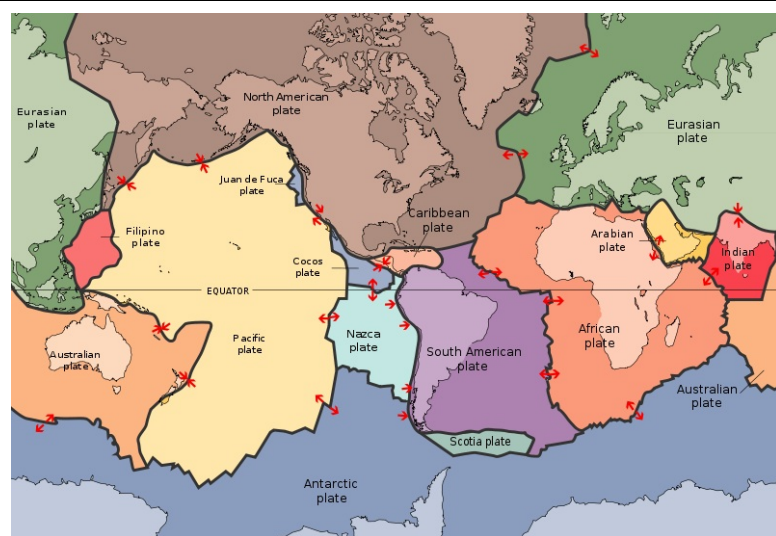 North American
plate
Eurasian
plate
Eurasian
plate
Juan de Fuca
plate
Caribbean
plate
Filipino
plate
Arabian
plate
Indian
plate
Cocos
plate
EQUATOR
Nazca
plate
Pacific
plate
African
plate
South American
plate
Australian
plate
Australian
plate
Scotia plate
Antarctic
plate